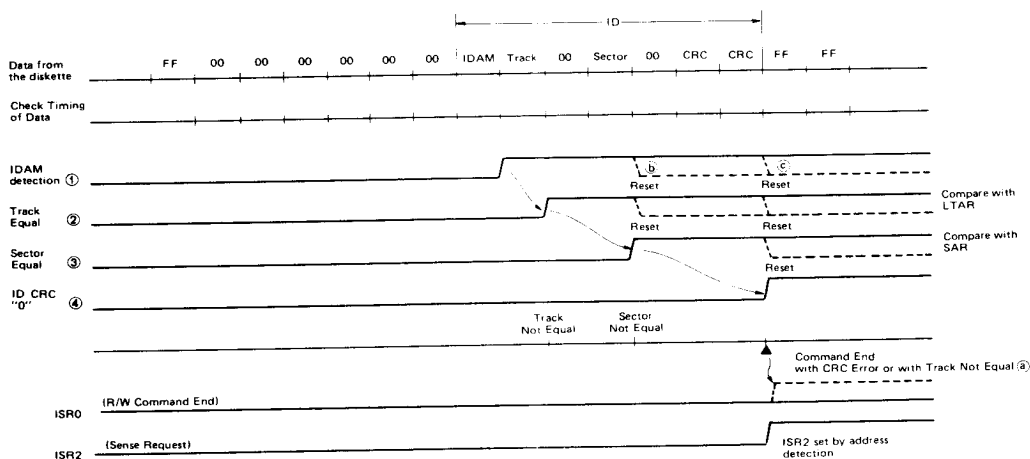 ID
Data from
the diskette
FF 00 00 00 00 00 00 IDAM Track 00 Sector 00 CRC CRC FF FF
Check Timing
of Data
IDAM
detection ①
ⓑ ⓒ
Reset Reset
Track
Equal ②
Compare with
LTAR
Reset Reset
Sector
Equal ③
Compare with
SAR
Reset
ID CRC
"0" ④
Track
Not Equal
Sector
Not Equal
Command End
with CRC Error or with Track Not Equal ⓐ
(R/W Command End)
ISR0
(Sense Request)
ISR2
ISR2 set by address
detection